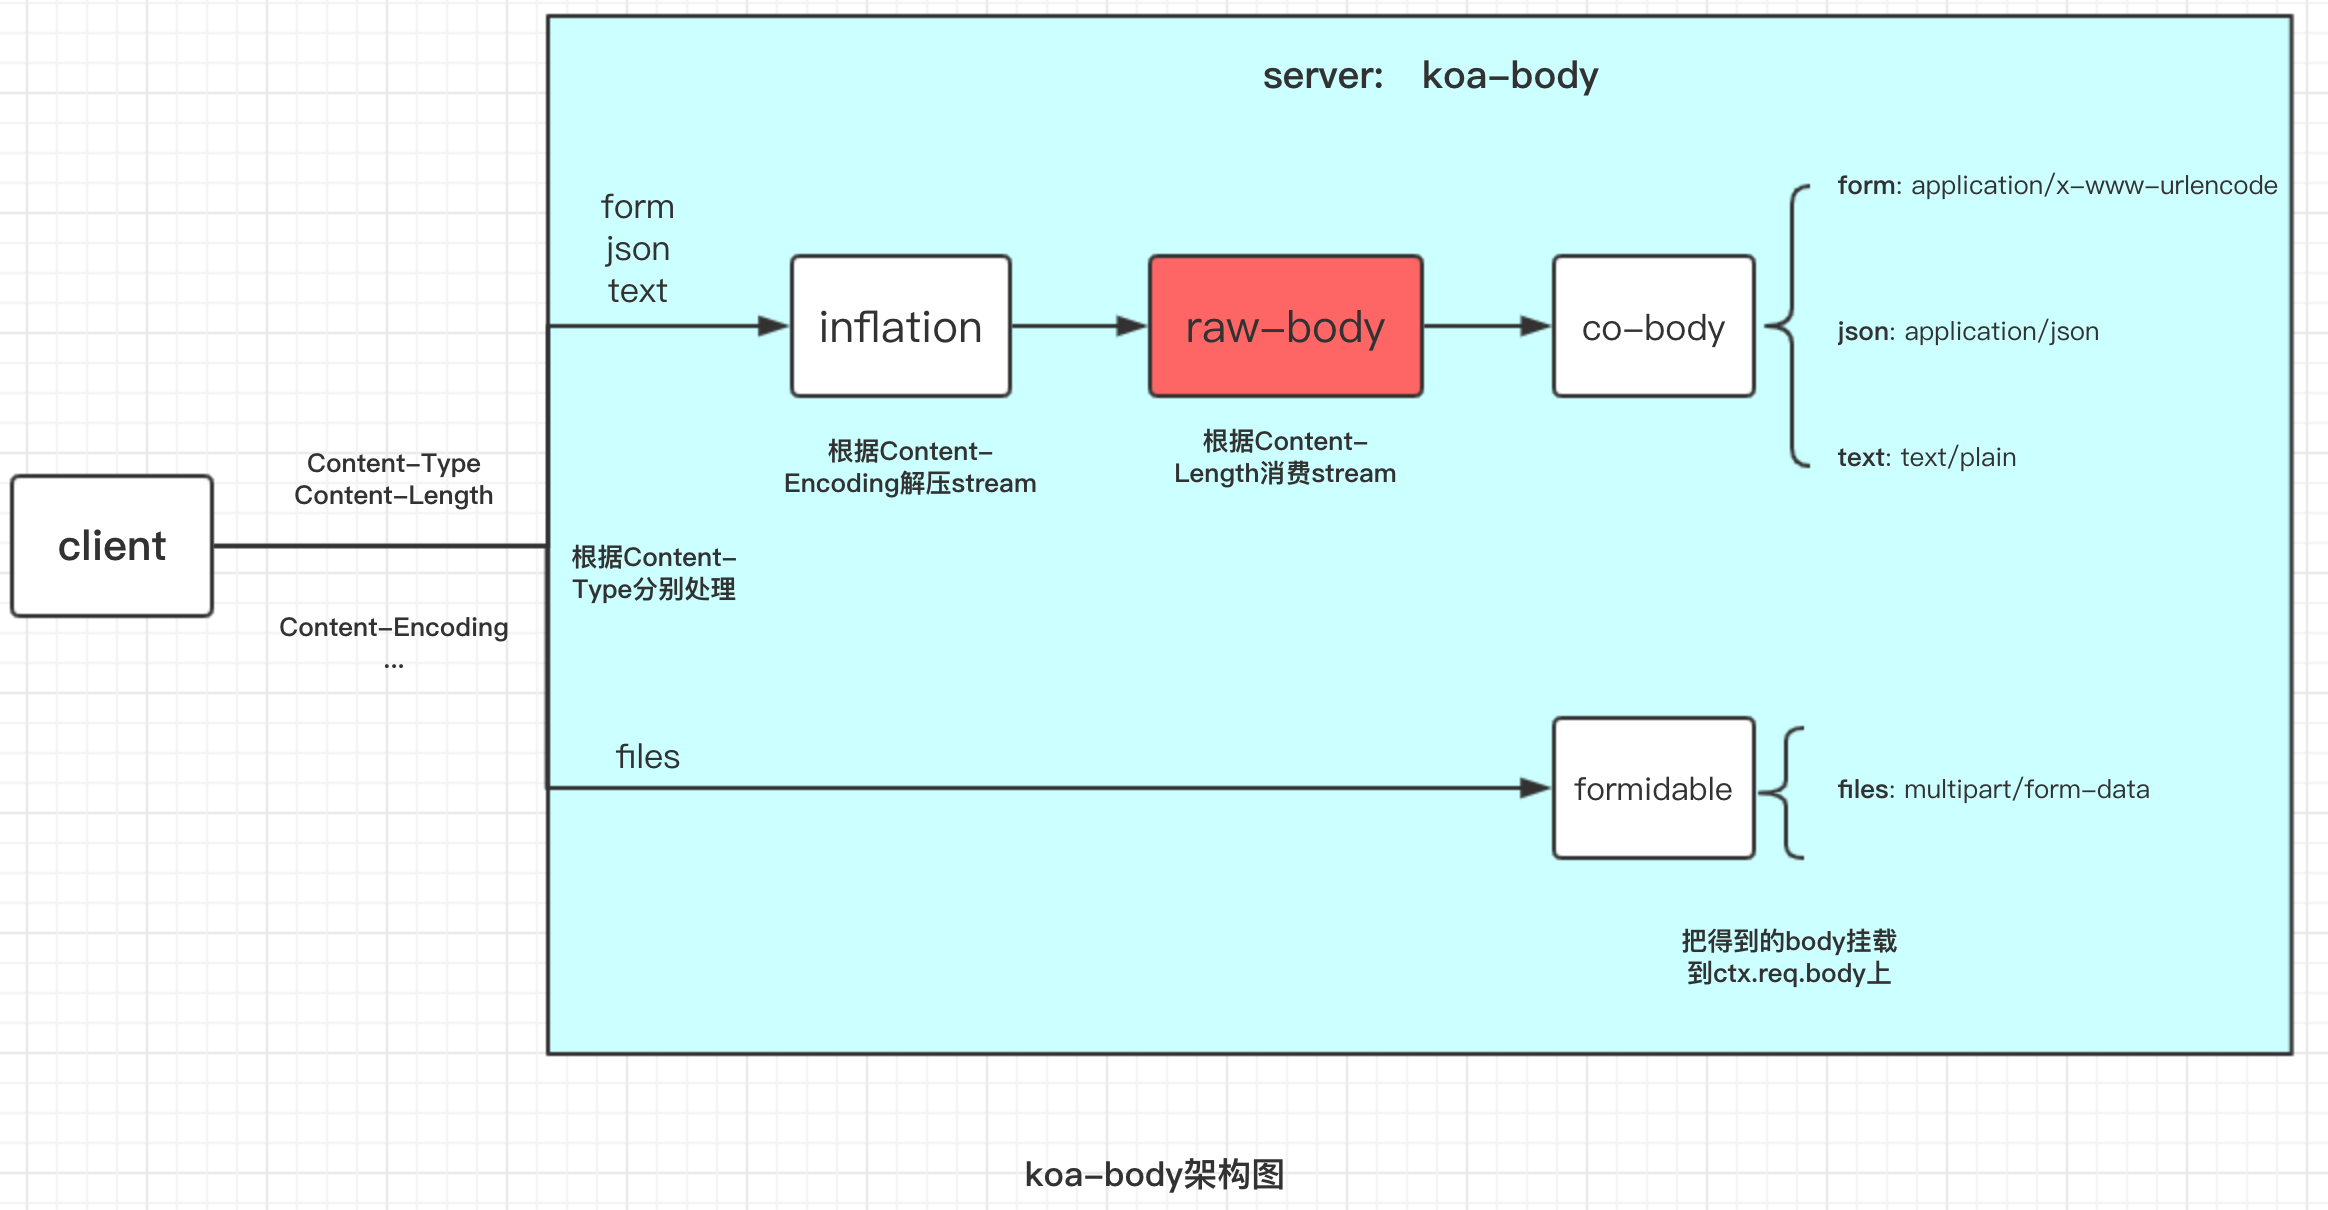 server: koa-body
form
json
text
inflation
raw-body
co-body
form: application/x-www-urlencode
json: application/json
text: text/plain
根据Content-
Encoding解压stream
根据Content-
Length消费stream
Content-Type
Content-Length
client
Content-Encoding
...
根据Content-
Type分别处理
files
formidable
files: multipart/form-data
把得到的body挂载
到ctx.req.body上
koa-body架构图